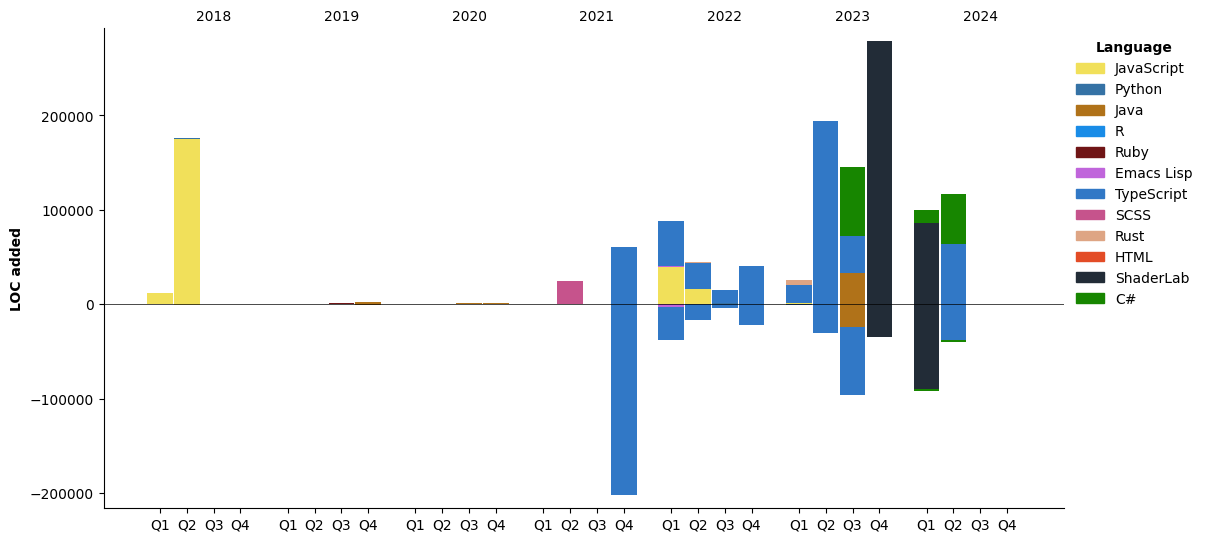 2018 2019 2020 2021 2022 2023 2024
LOC added
200000
100000
0
−100000
−200000
Q1 Q2 Q3 Q4 Q1 Q2 Q3 Q4 Q1 Q2 Q3 Q4 Q1 Q2 Q3 Q4 Q1 Q2 Q3 Q4 Q1 Q2 Q3 Q4 Q1 Q2 Q3 Q4
Language
JavaScript
Python
Java
R
Ruby
Emacs Lisp
TypeScript
SCSS
Rust
HTML
ShaderLab
C#